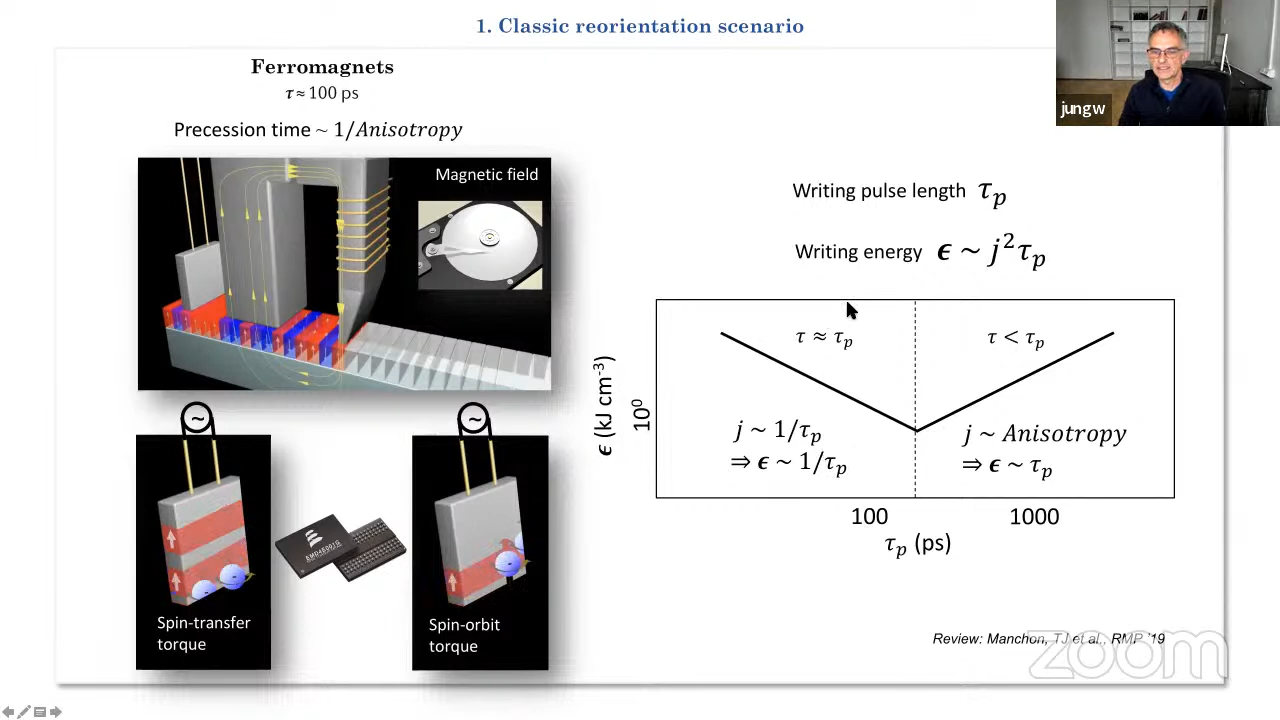 1. Classic reorientation scenario
jungw
Ferromagnets
τ ≈ 100 ps
Precession time ~ 1/Anisotropy
Magnetic field
Writing pulse length τₚ
Writing energy ϵ ~ j²τₚ
τ ≈ τₚ
τ < τₚ
ϵ (kJ cm⁻³)
10⁰
j ~ 1/τₚ
⇒ ϵ ~ 1/τₚ
j ~ Anisotropy
⇒ ϵ ~ τₚ
100
1000
τₚ (ps)
~
~
Spin-transfer
torque
Spin-orbit
torque
Review: Manchon, TJ et al., RMP '19
zoom